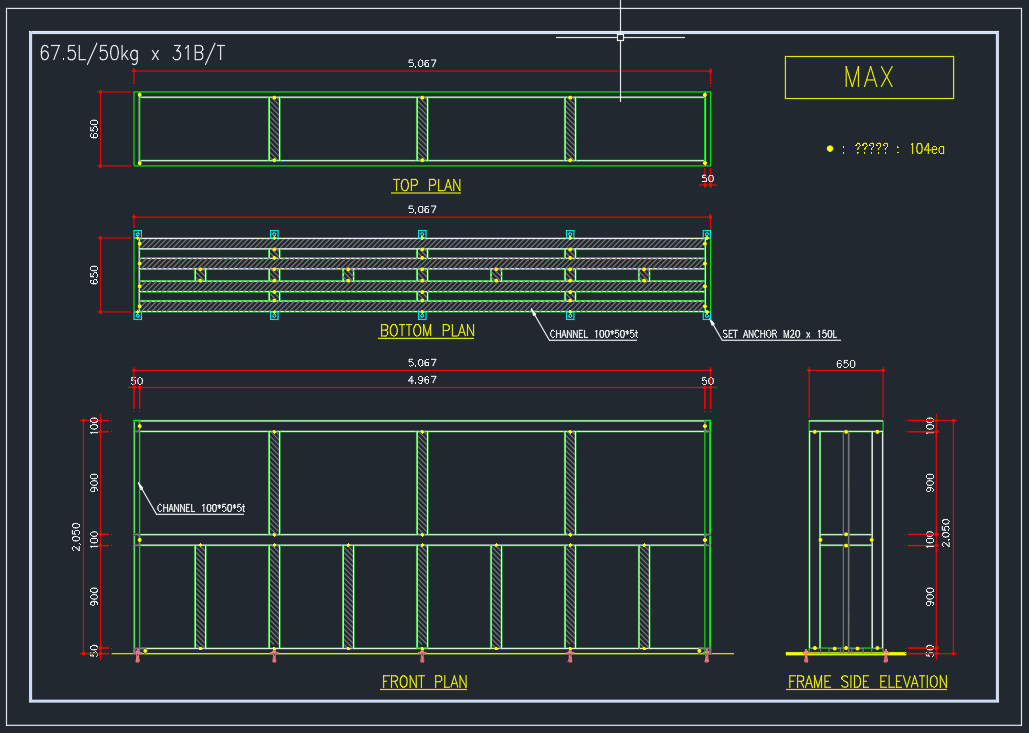 67.5L/50kg x 31B/T
MAX
: ????? : 104ea
5,067
650
50
TOP PLAN
5,067
650
CHANNEL 100*50*5t
SET ANCHOR M20 x 150L
BOTTOM PLAN
5,067
50
4,967
50
100
900
100
900
50
2,050
CHANNEL 100*50*5t
FRONT PLAN
650
100
900
100
900
50
2,050
FRAME SIDE ELEVATION